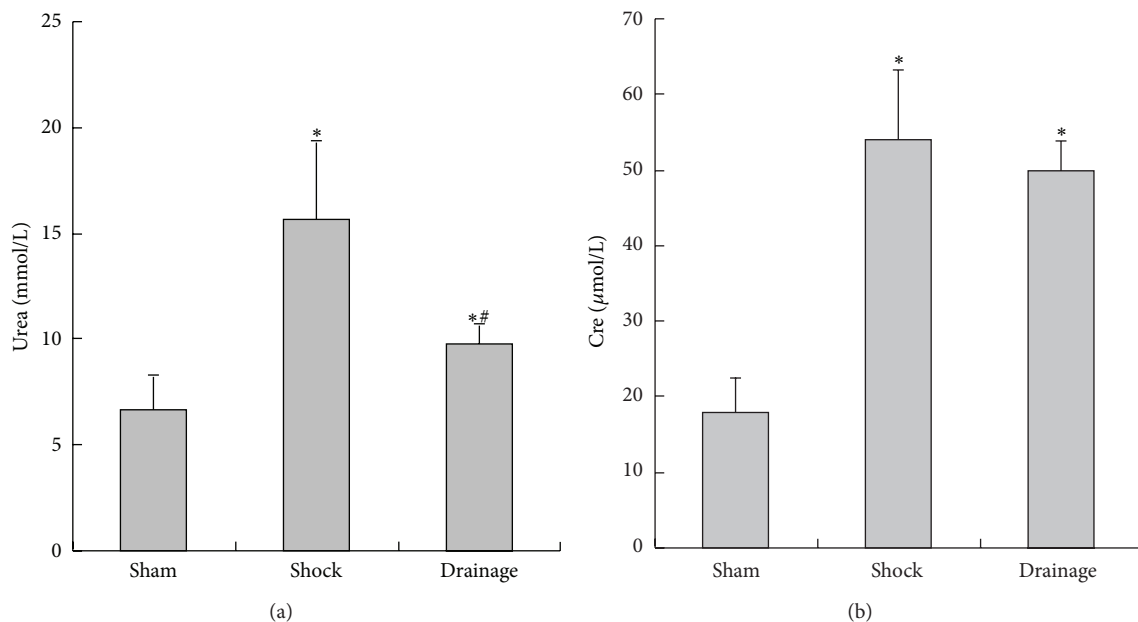 25
20
15
10
5
0
Urea (mmol/L)
*
*#
Sham
Shock
Drainage
(a)
70
60
50
40
30
20
10
0
Cre (μmol/L)
*
*
Sham
Shock
Drainage
(b)